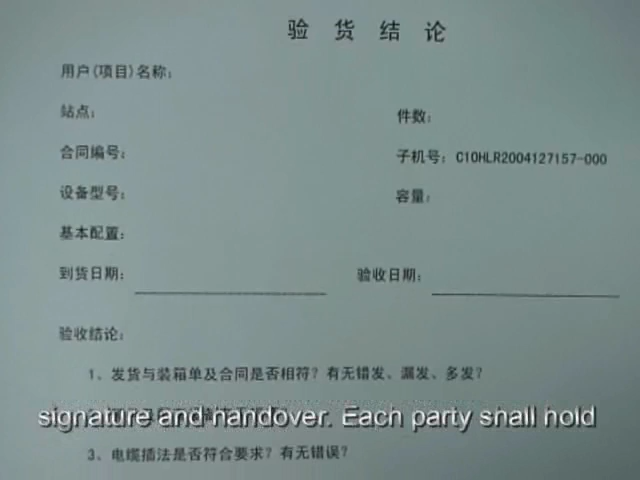 验 货 结 论
用户(项目)名称：
站点： 件数：
合同编号： 子机号： C10HLR2004127157-000
设备型号： 容量：
基本配置：
到货日期： 验收日期：
验收结论：
1、发货与装箱单及合同是否相符？有无错发、漏发、多发？
signature and handover. Each party shall hold
3、电缆插法是否符合要求？有无错误？